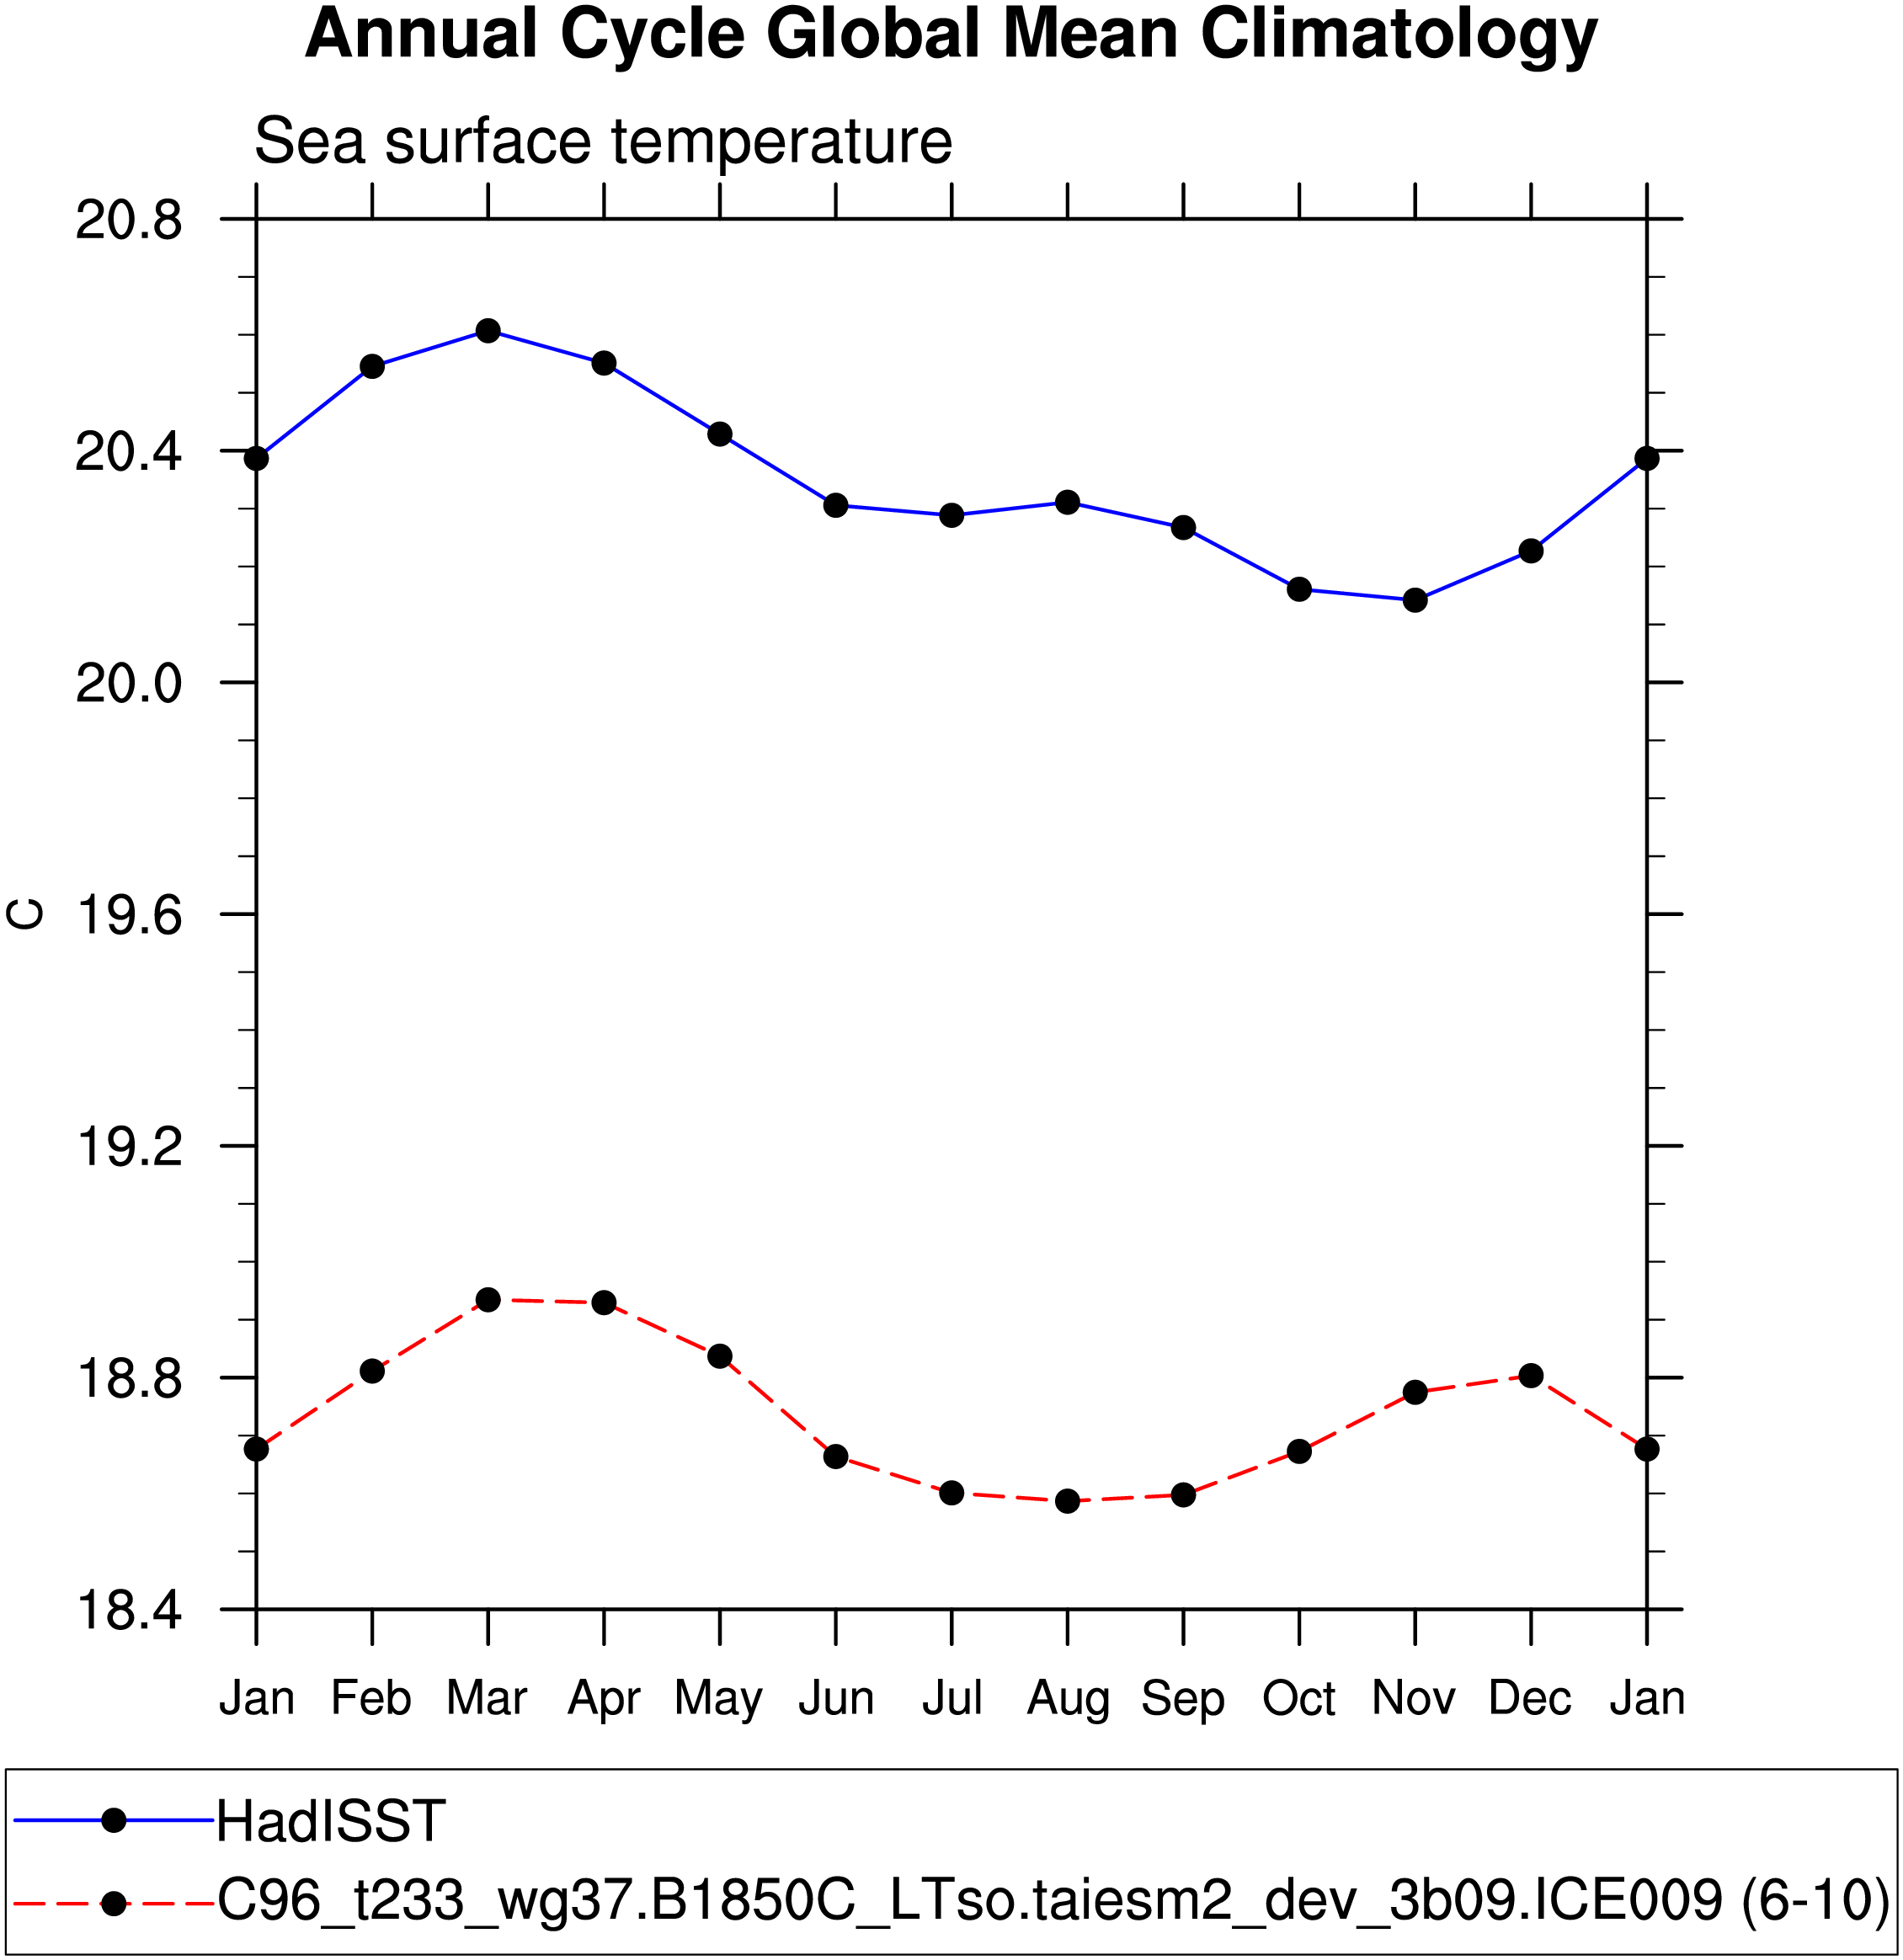 Annual Cycle Global Mean Climatology
Sea surface temperature
20.8
20.4
20.0
19.6
19.2
18.8
18.4
C
Jan Feb Mar Apr May Jun Jul Aug Sep Oct Nov Dec Jan
HadISST
C96_t233_wg37.B1850C_LTso.taiesm2_dev_3b09.ICE009 (6-10)